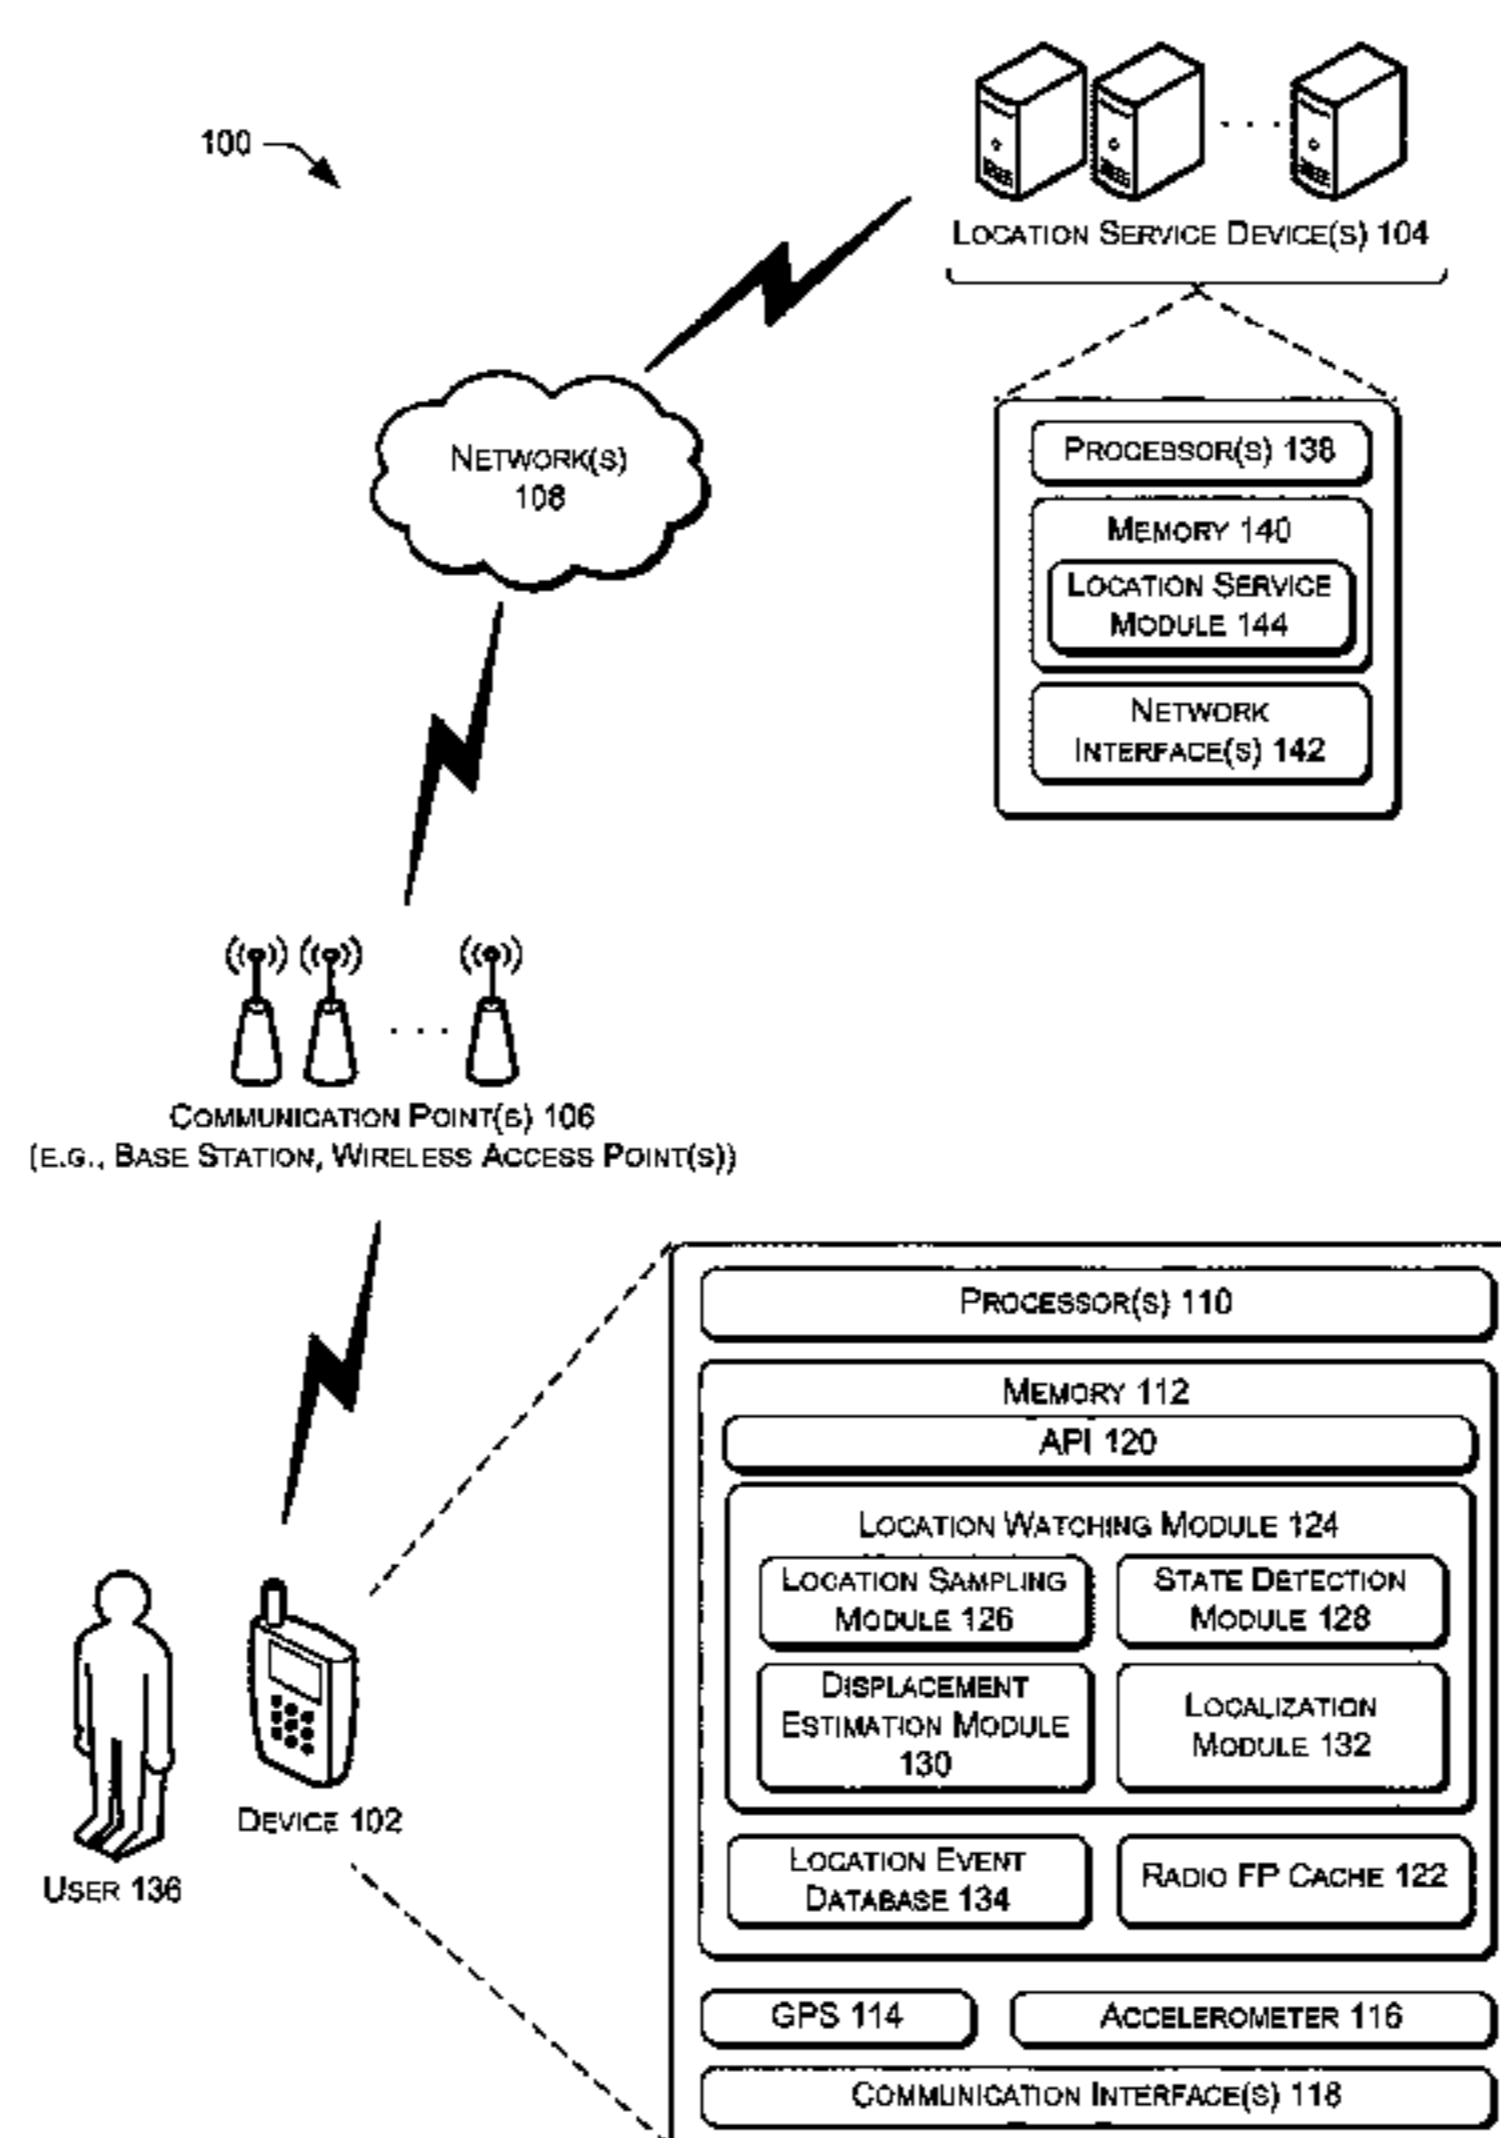 100
LOCATION SERVICE DEVICE(S) 104
NETWORK(S)
108
PROCESSOR(S) 138
MEMORY 140
LOCATION SERVICE
MODULE 144
NETWORK
INTERFACE(S) 142
COMMUNICATION POINT(S) 106
(E.G., BASE STATION, WIRELESS ACCESS POINT(S))
PROCESSOR(S) 110
MEMORY 112
API 120
LOCATION WATCHING MODULE 124
LOCATION SAMPLING
MODULE 126
STATE DETECTION
MODULE 128
DISPLACEMENT
ESTIMATION MODULE
130
LOCALIZATION
MODULE 132
DEVICE 102
USER 136
LOCATION EVENT
DATABASE 134
RADIO FP CACHE 122
GPS 114
ACCELEROMETER 116
COMMUNICATION INTERFACE(S) 118